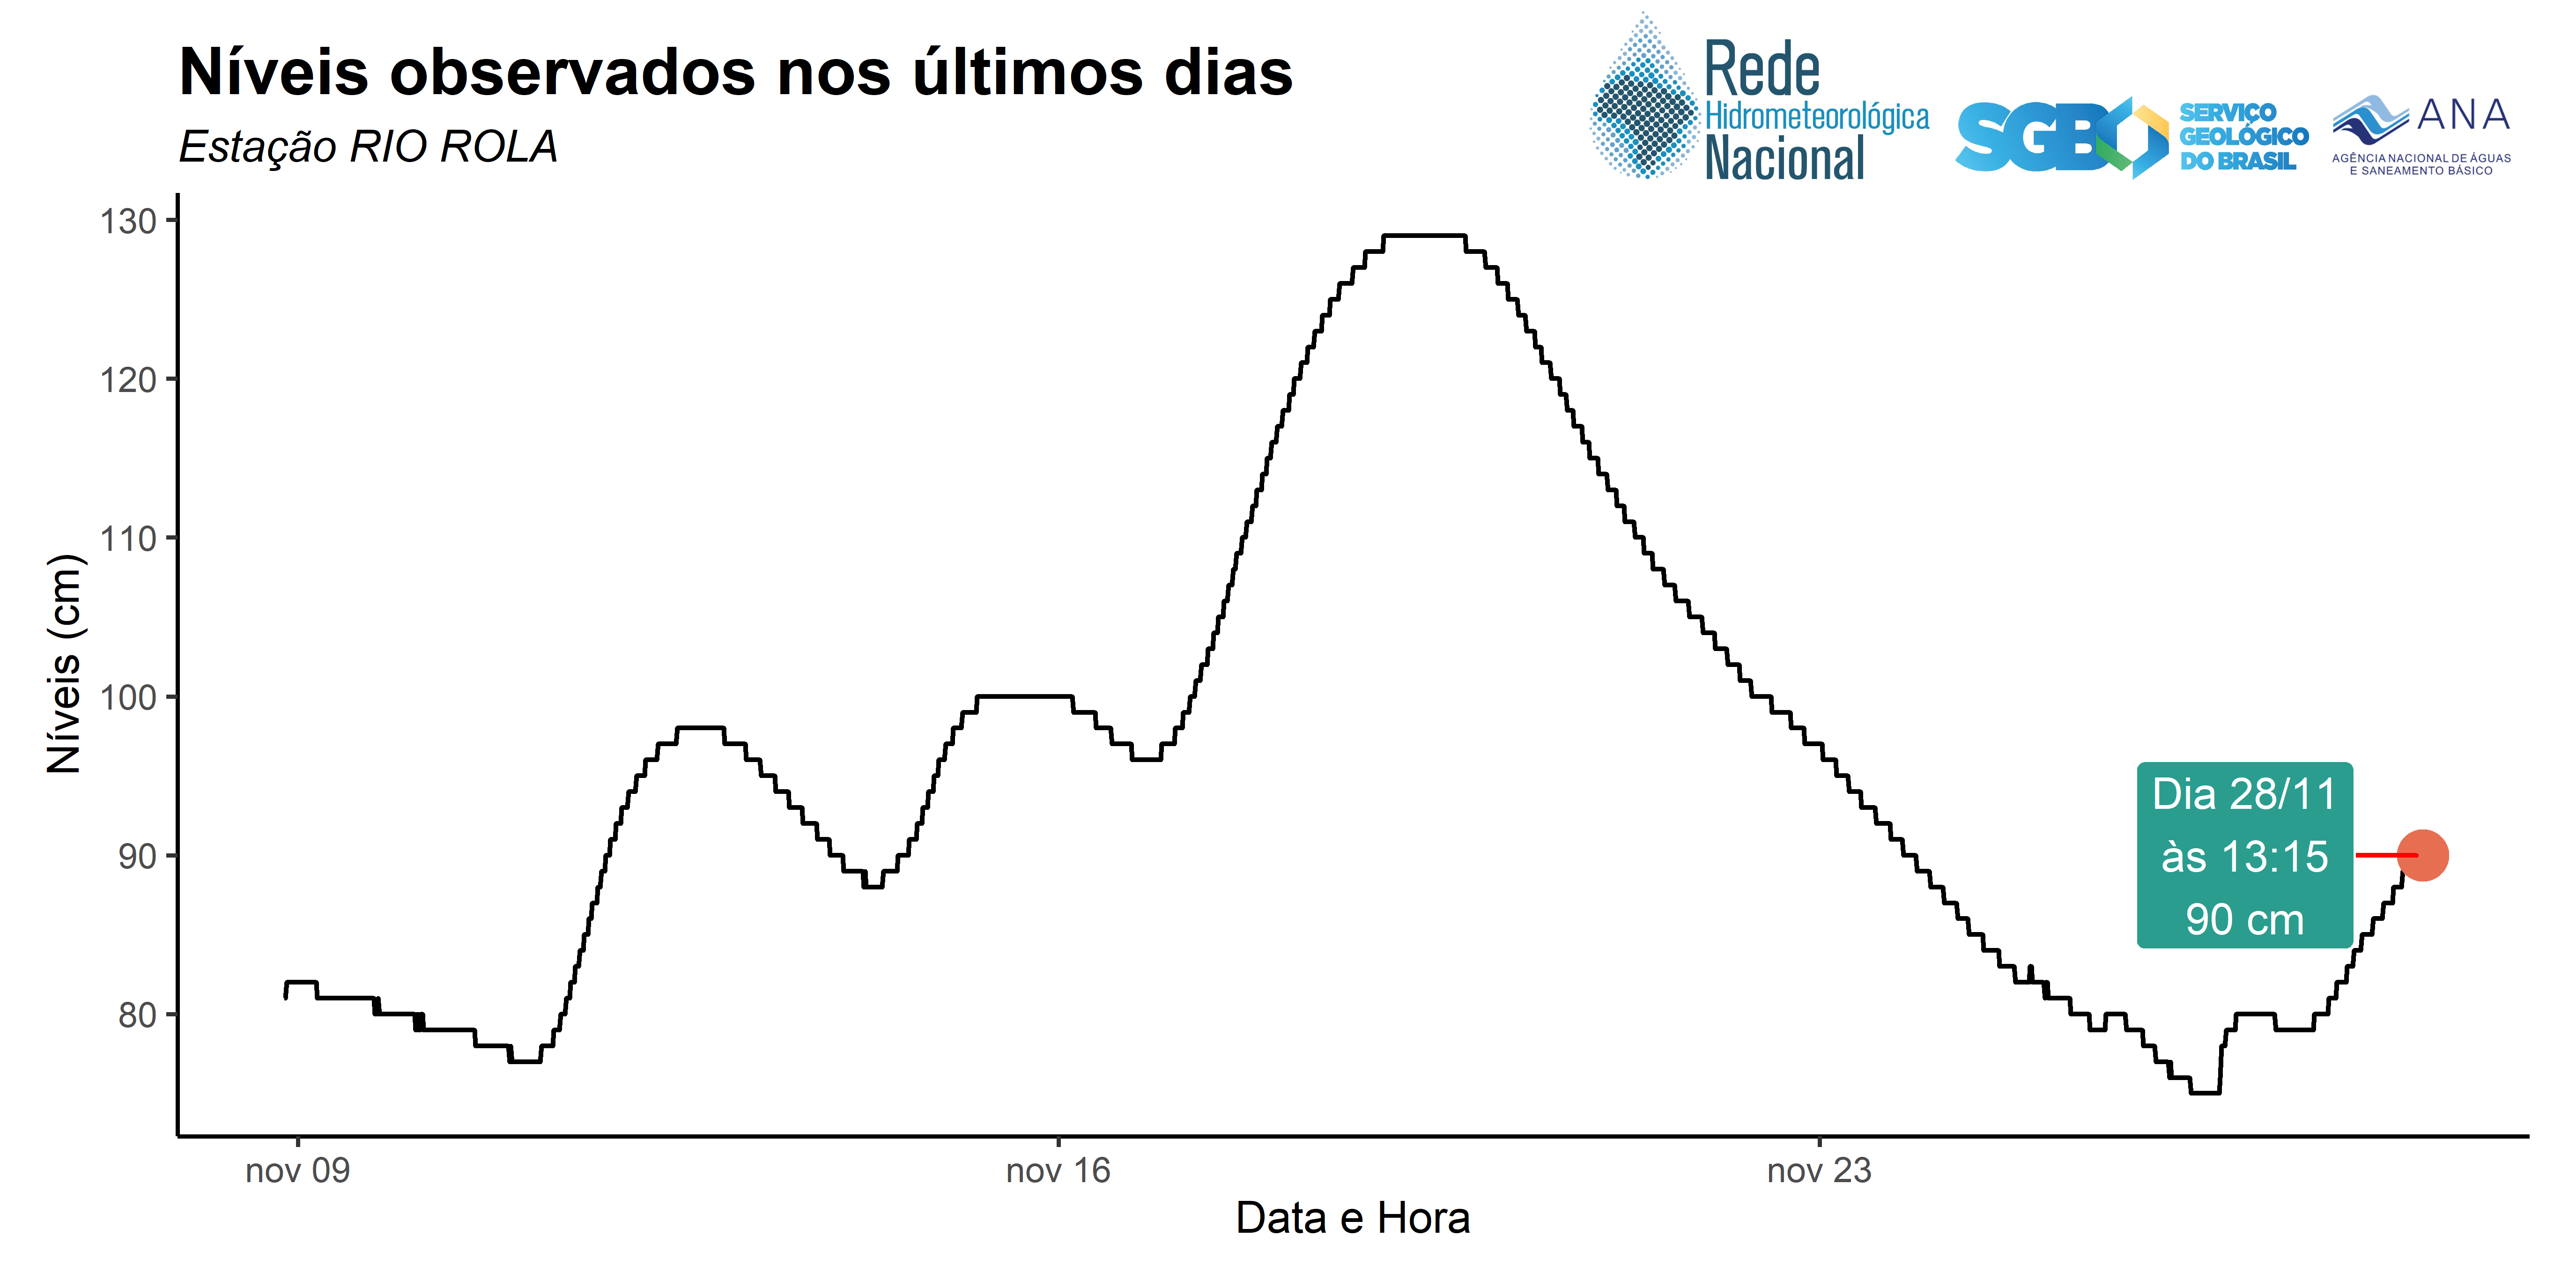 Níveis observados nos últimos dias
Estação RIO ROLA
Rede
Hidrometeorológica
Nacional
SGB
SERVIÇO
GEOLÓGICO
DO BRASIL
ANA
AGÊNCIA NACIONAL DE ÁGUAS
E SANEAMENTO BÁSICO
Níveis (cm)
130
120
110
100
90
80
Dia 28/11
às 13:15
90 cm
nov 09
nov 16
nov 23
Data e Hora